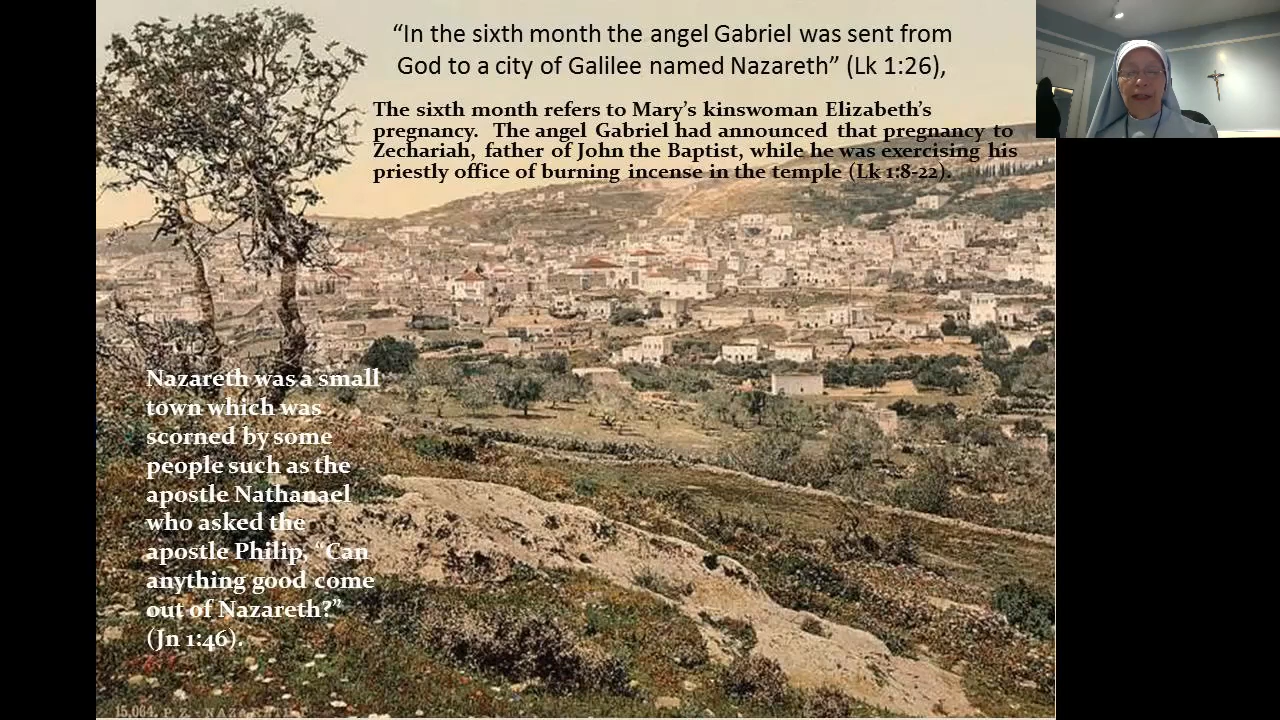 “In the sixth month the angel Gabriel was sent from
God to a city of Galilee named Nazareth” (Lk 1:26),
The sixth month refers to Mary’s kinswoman Elizabeth’s
pregnancy. The angel Gabriel had announced that pregnancy to
Zechariah, father of John the Baptist, while he was exercising his
priestly office of burning incense in the temple (Lk 1:8-22).
Nazareth was a small
town which was
scorned by some
people such as the
apostle Nathanael
who asked the
apostle Philip, “Can
anything good come
out of Nazareth?”
(Jn 1:46).
15,064. P. Z. - NAZARETH